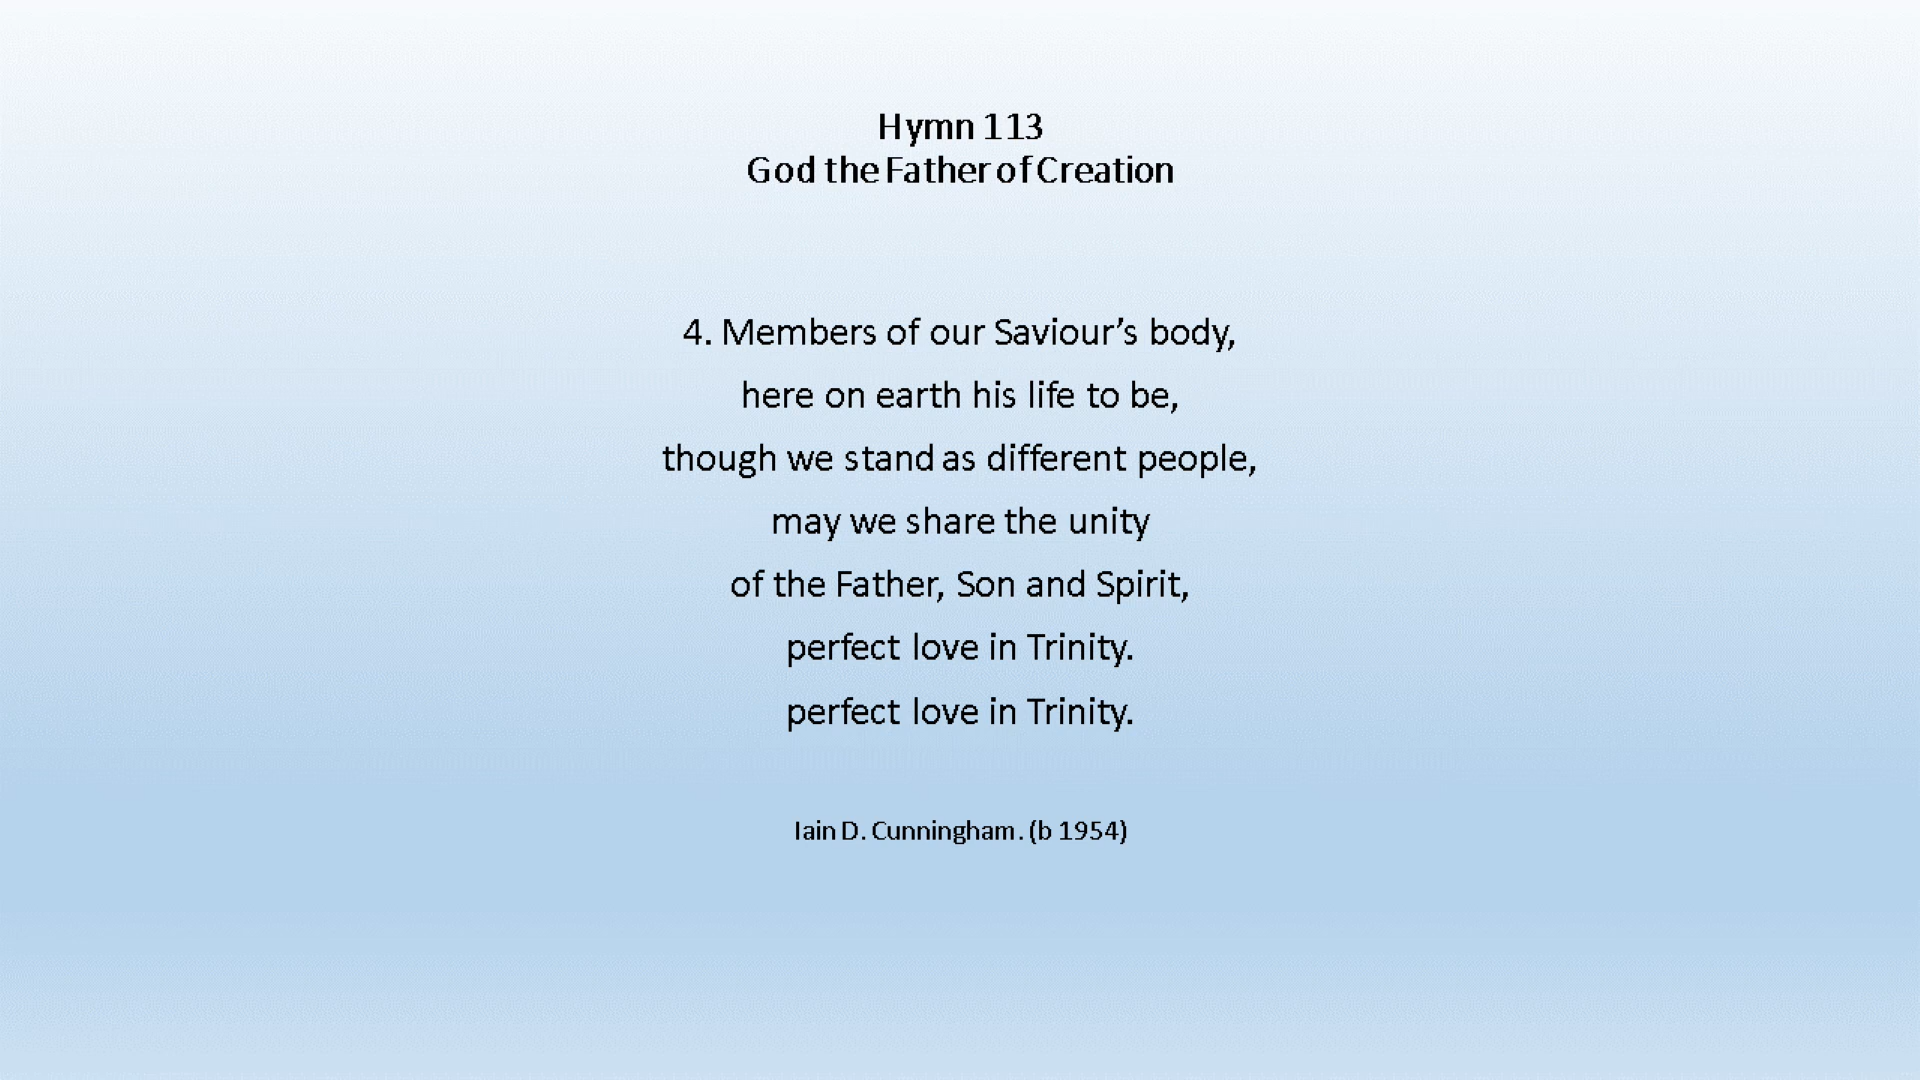 Hymn 113
God the Father of Creation
4. Members of our Saviour’s body,
here on earth his life to be,
though we stand as different people,
may we share the unity
of the Father, Son and Spirit,
perfect love in Trinity.
perfect love in Trinity.
Iain D. Cunningham. (b 1954)